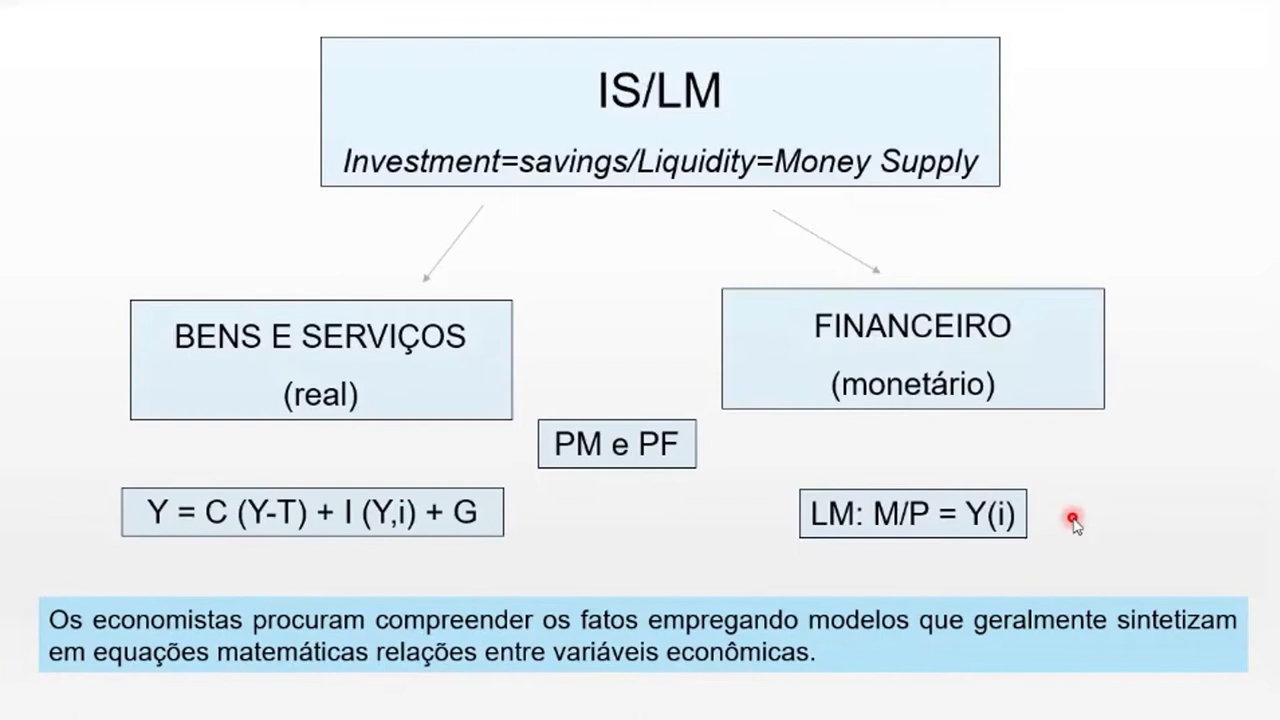 IS/LM
Investment=savings/Liquidity=Money Supply
BENS E SERVIÇOS
(real)
FINANCEIRO
(monetário)
PM e PF
Y = C (Y-T) + I (Y,i) + G
LM: M/P = Y(i)
Os economistas procuram compreender os fatos empregando modelos que geralmente sintetizam
em equações matemáticas relações entre variáveis econômicas.